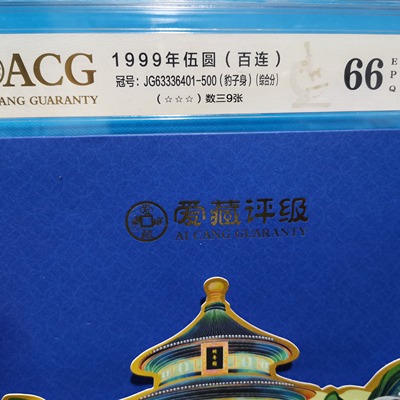 ACG
CANG GUARANTY
1999年伍圆(百连)
冠号: JG63336401-500(豹子身)(综合分)
(☆☆☆)数三9张
66 EPQ
爱藏评级
AI CANG GUARANTY